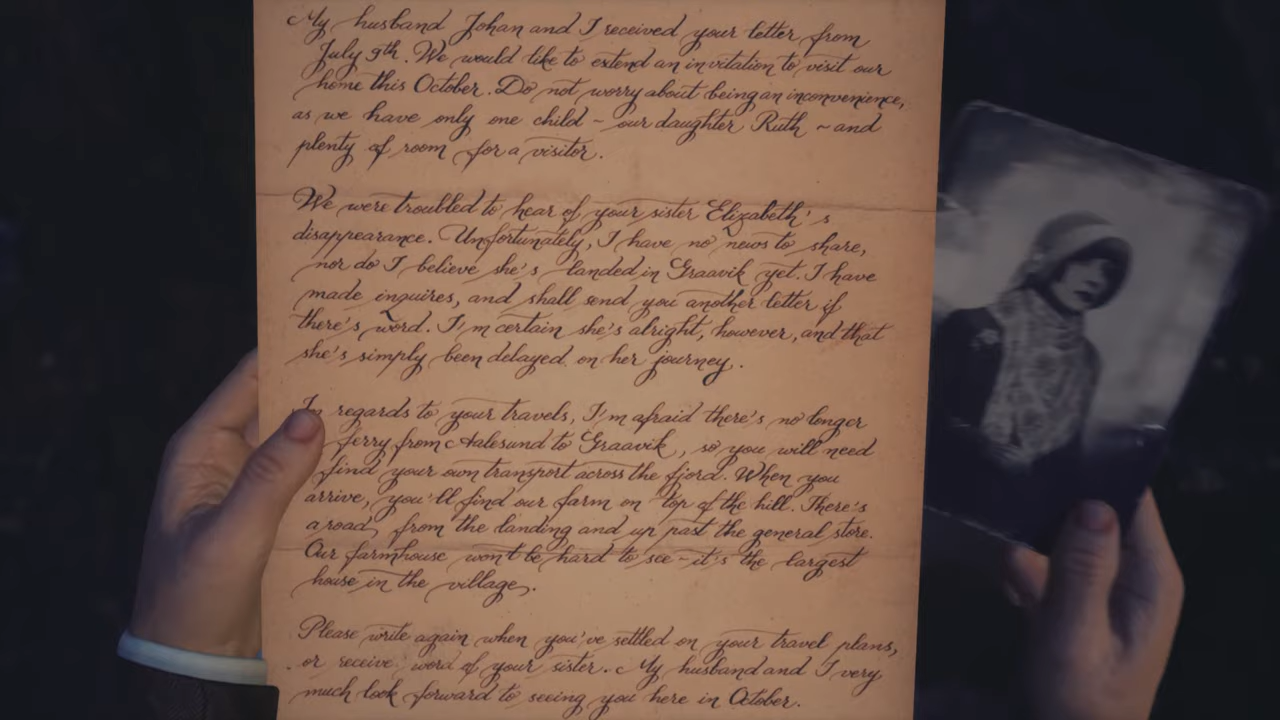 My husband Johan and I received your letter from
July 9th. We would like to extend an invitation to visit our
home this October. Do not worry about being an inconvenience,
as we have only one child ~ our daughter Ruth ~ and
plenty of room for a visitor.
We were troubled to hear of your sister Elizabeth's
disappearance. Unfortunately, I have no news to share,
nor do I believe she's landed in Graavik yet. I have
made inquires, and shall send you another letter if
there's word. I'm certain she's alright, however, and that
she's simply been delayed on her journey.
In regards to your travels, I'm afraid there's no longer
ferry from Aalesund to Graavik, so you will need
find your own transport across the fjord. When you
arrive, you'll find our farm on top of the hill. There's
a road from the landing and up past the general store.
Our farmhouse won't be hard to see ~ it's the largest
house in the village.
Please write again when you've settled on your travel plans,
or receive word of your sister. My husband and I very
much look forward to seeing you here in October.